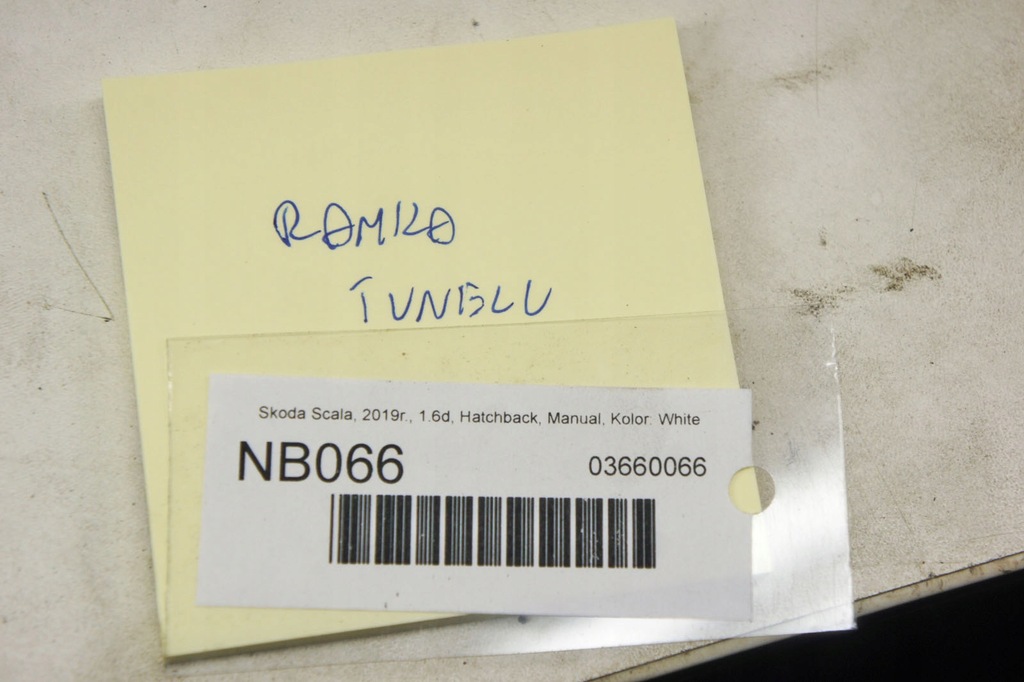 RAMKA
TUNELU
Skoda Scala, 2019r., 1.6d, Hatchback, Manual, Kolor: White
NB066 03660066